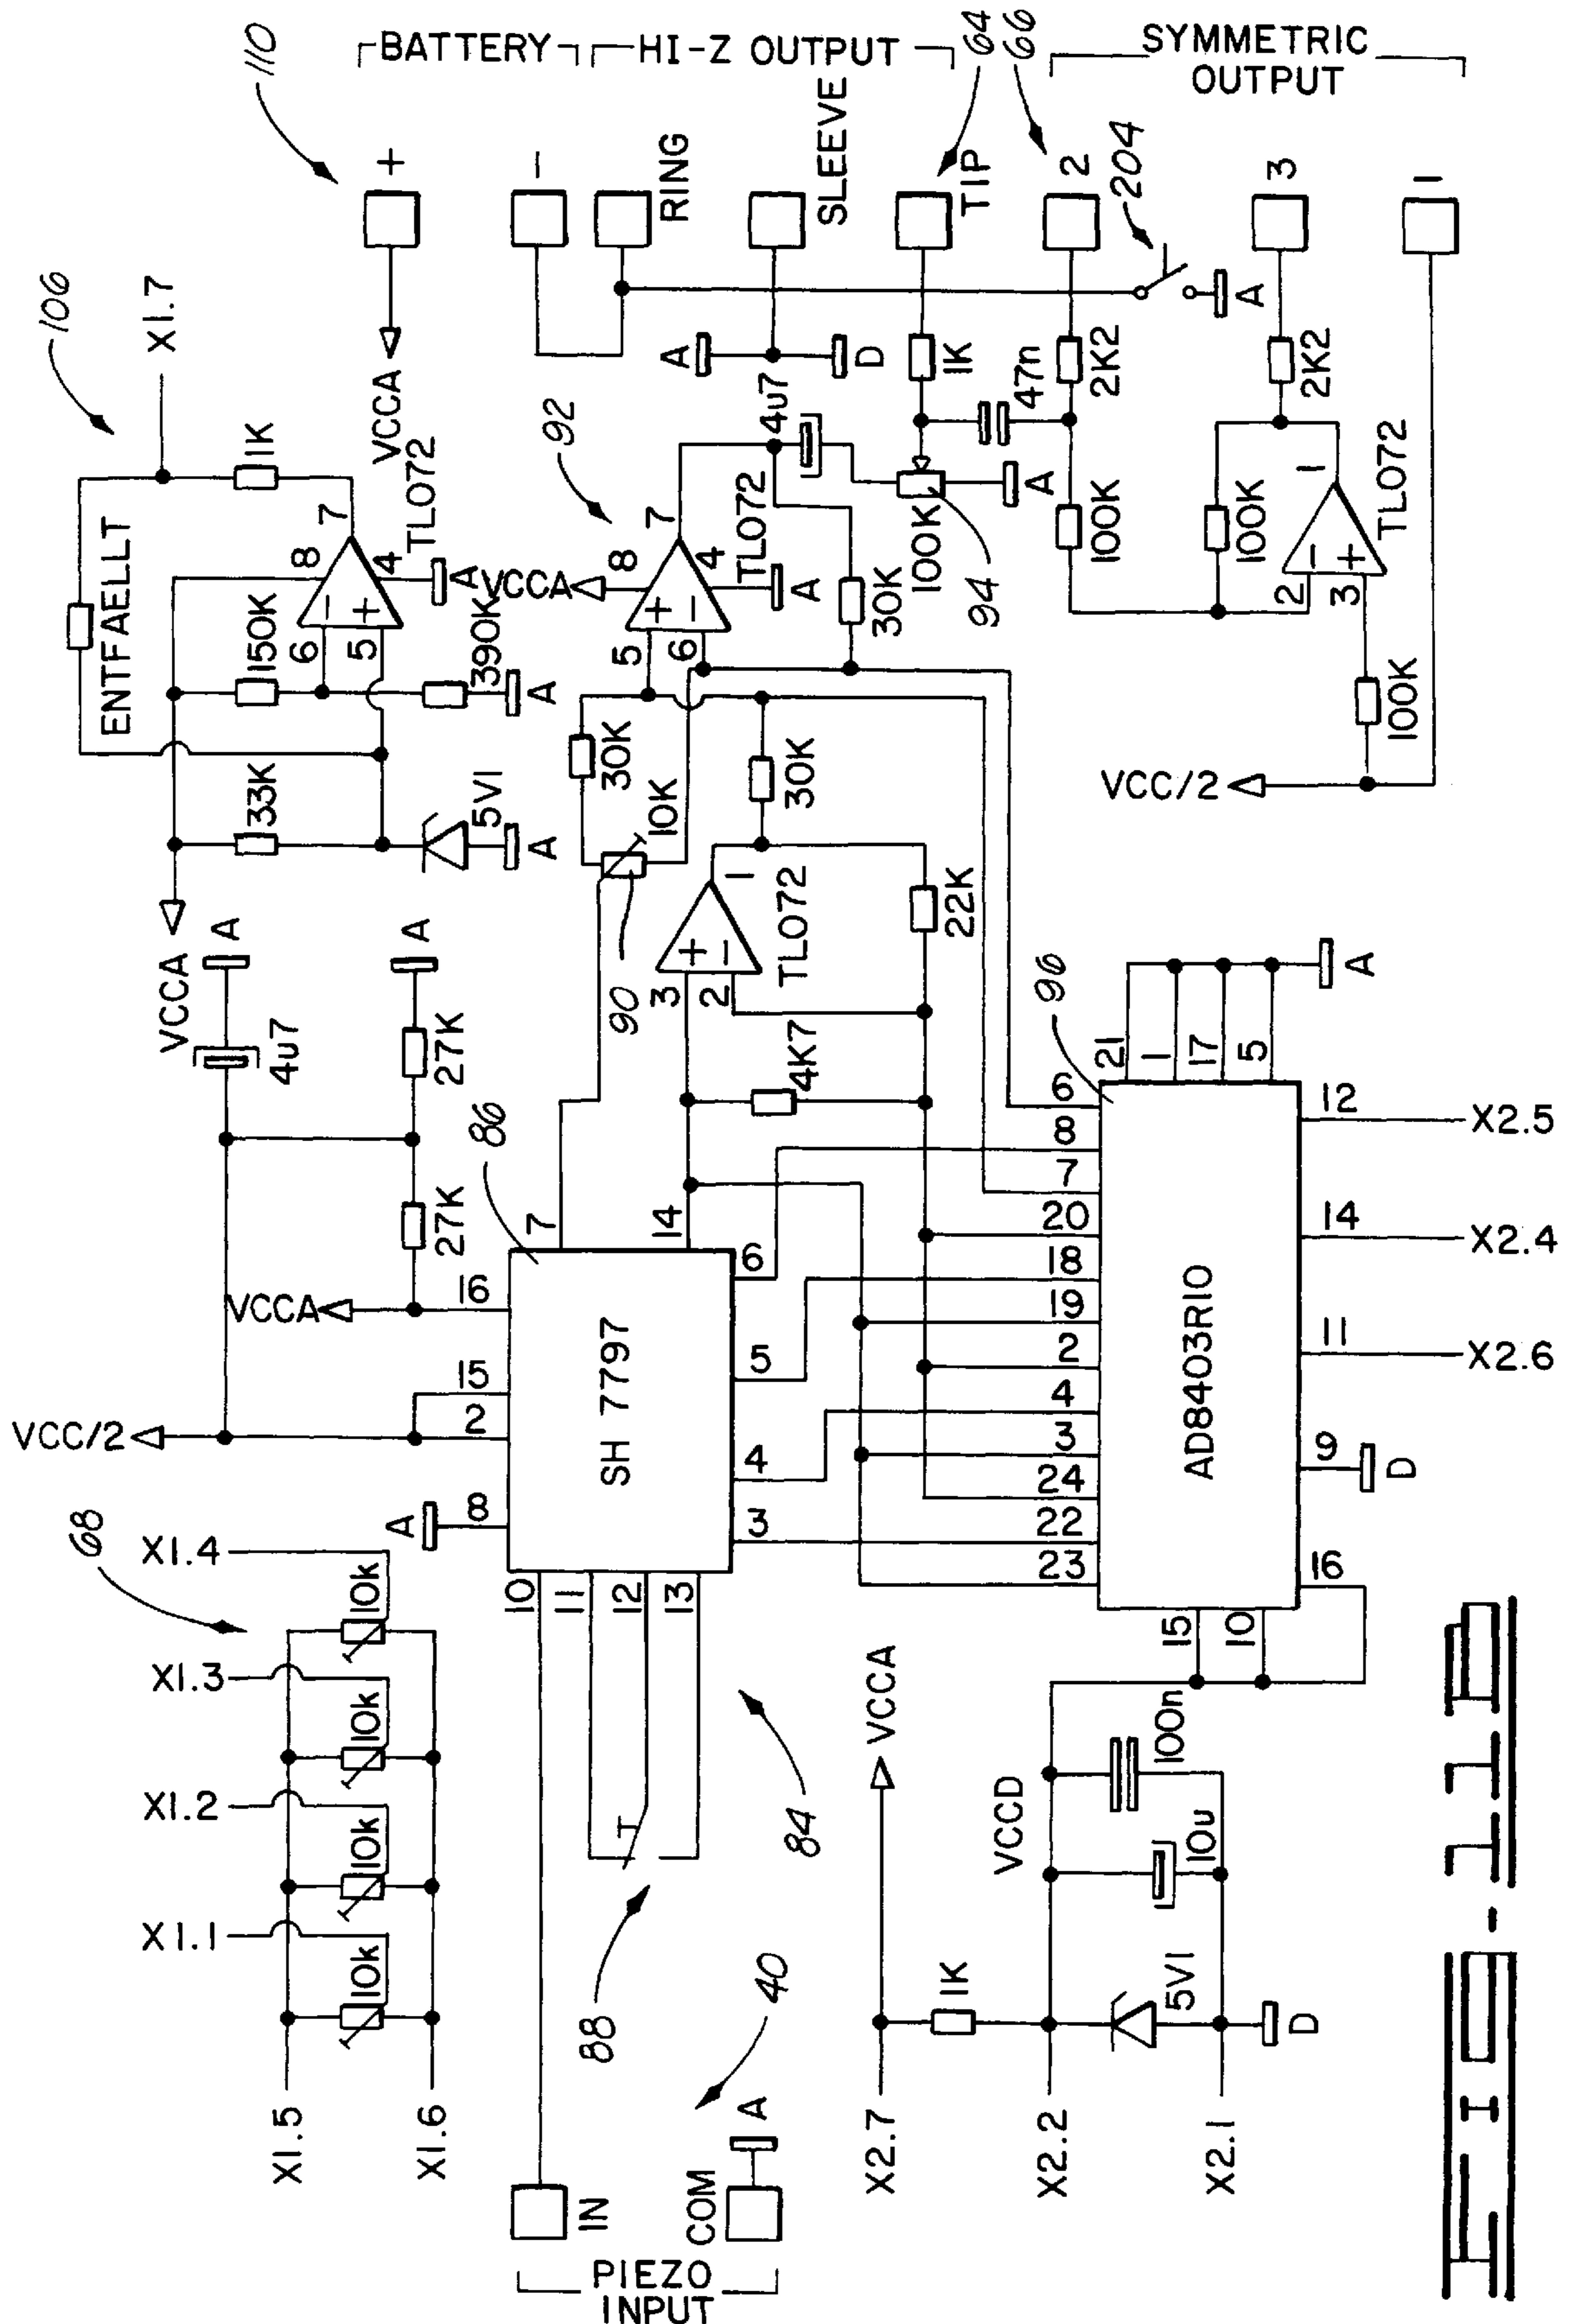 110
BATTERY
HI-Z OUTPUT
64
66
SYMMETRIC
OUTPUT
+
−
RING
SLEEVE
TIP
2
204
3
1
106
X1.7
ENTFAELLT
1K
VCCA
TL072
7
8
4
A
6
5
−
+
150K
390K
A
33K
5V1
A
VCCA
A
4u7
27K
A
27K
VCCA
VCC/2
92
VCCA
8
7
4
TL072
A
5
6
+
−
4u7
A
D
1K
47n
2K2
A
100K
A
94
30K
100K
100K
2K2
1
TL072
2
3
−
+
100K
VCC/2
30K
10K
30K
90
3
2
+
−
1
TL072
22K
4K7
86
7
14
16
15
2
8
A
SH 7797
6
5
4
3
10
11
12
13
96
21
1
17
5
A
6
8
7
20
18
19
2
4
3
24
22
23
AD8403R10
12
X2.5
14
X2.4
11
X2.6
9
D
16
15
10
68
X1.4
X1.3
X1.2
X1.1
10k
10k
10k
10k
X1.5
X1.6
84
88
40
IN
COM
A
PIEZO
INPUT
VCCA
VCCD
100n
10u
1K
5V1
D
X2.7
X2.2
X2.1